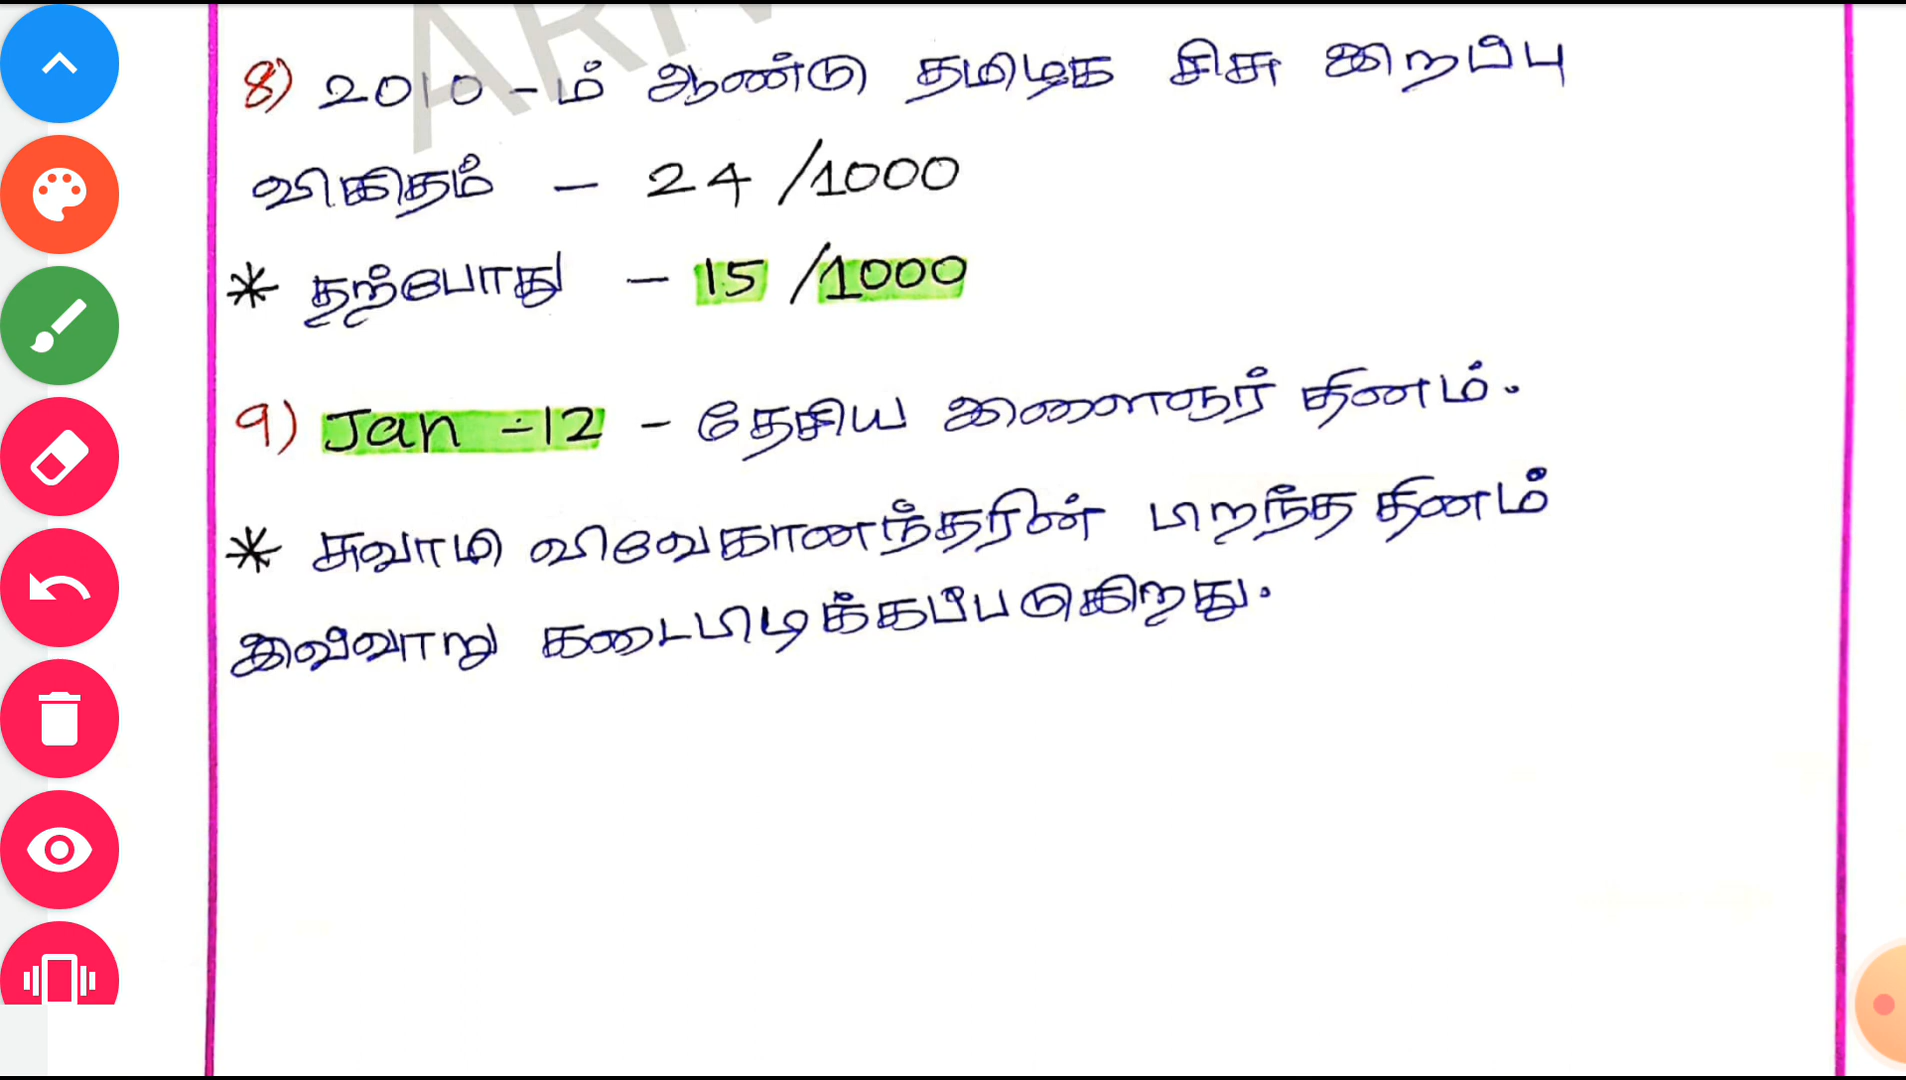 ARI
8) 2010 - ம் ஆண்டு தமிழக சிசு இறப்பு
விகிதம் - 24 /1000
* தற்போது - 15 /1000
9) Jan - 12 - தேசிய இளைஞர் தினம்.
* சுவாமி விவேகானந்தரின் பிறந்த தினம்
இவ்வாறு கடைபிடிக்கப்படுகிறது.